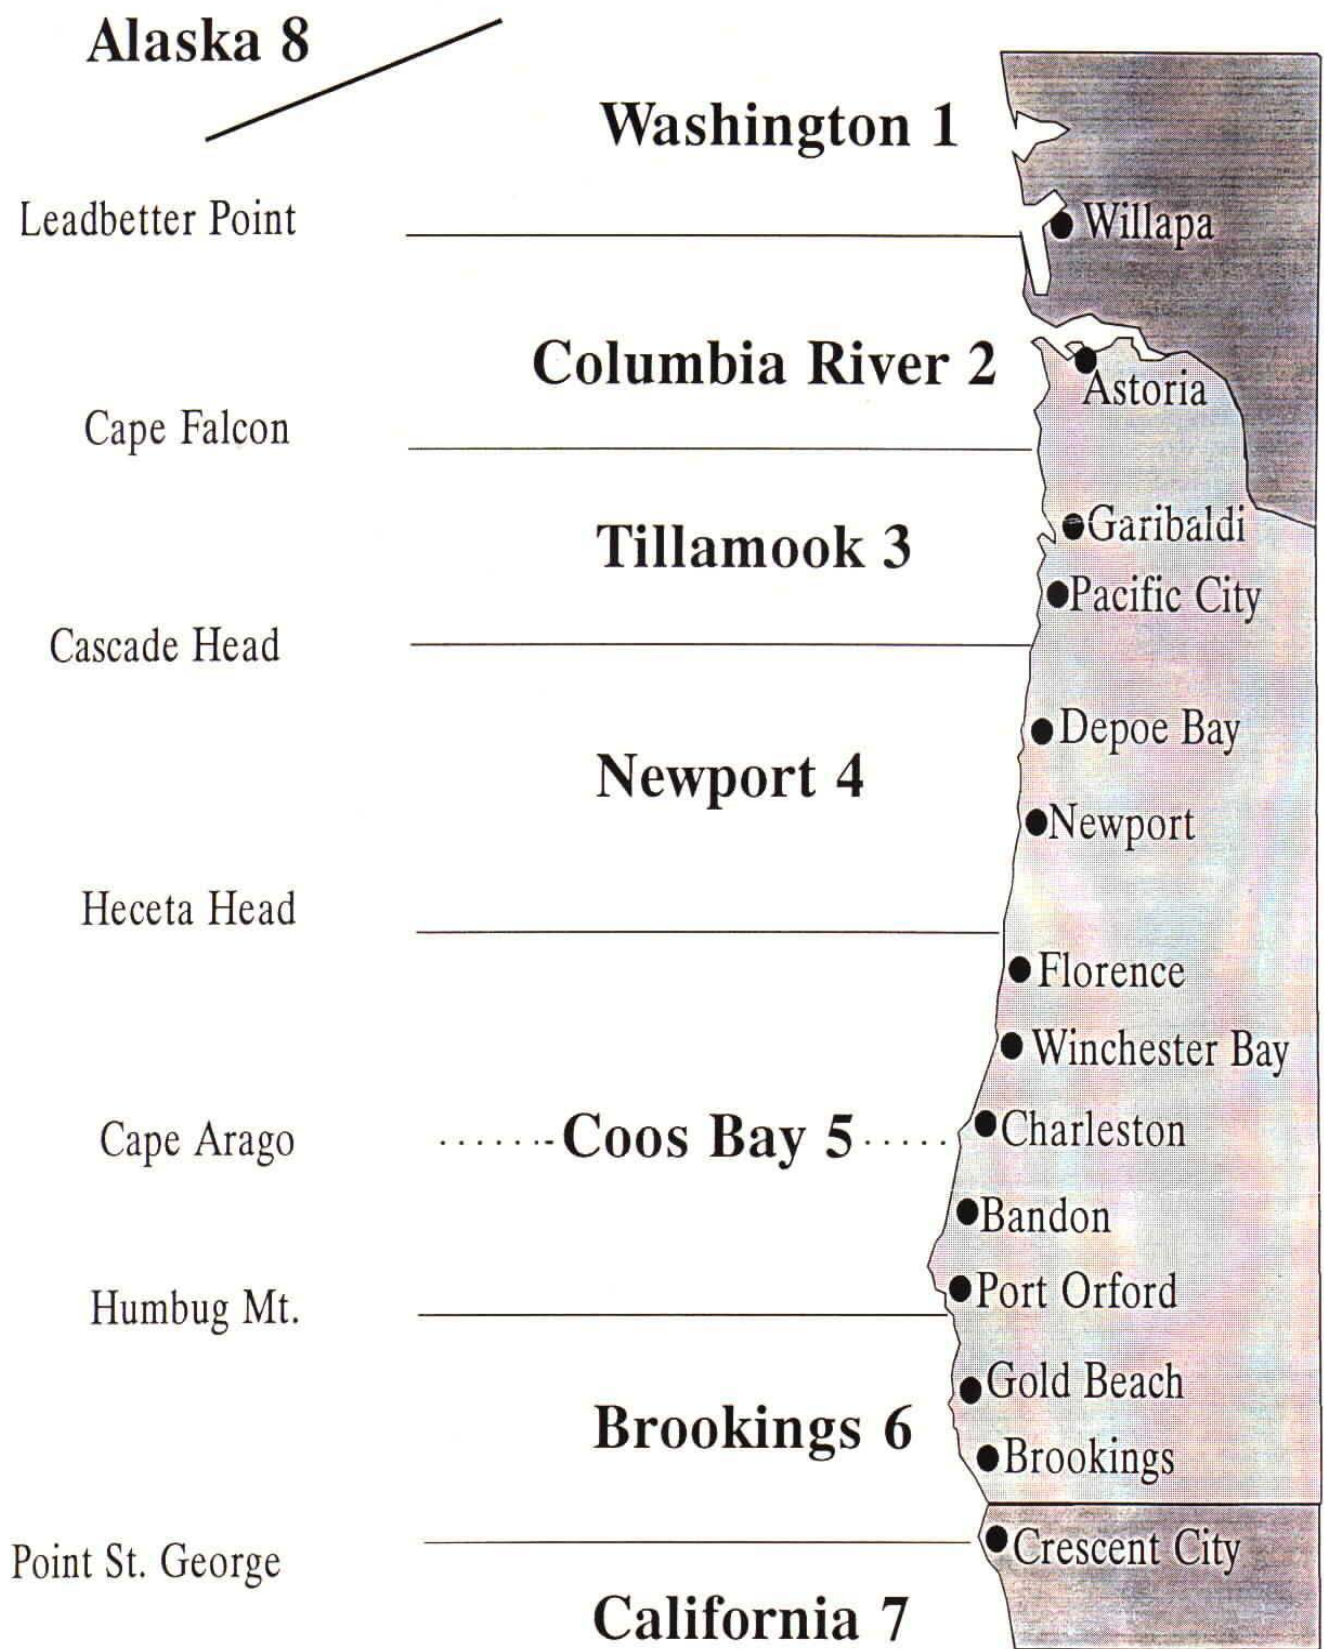 Alaska 8
Washington 1
Leadbetter Point
Willapa
Columbia River 2
Astoria
Cape Falcon
Garibaldi
Tillamook 3
Pacific City
Cascade Head
Depoe Bay
Newport 4
Newport
Heceta Head
Florence
Winchester Bay
Cape Arago
Coos Bay 5
Charleston
Bandon
Port Orford
Humbug Mt.
Gold Beach
Brookings 6
Brookings
Crescent City
Point St. George
California 7